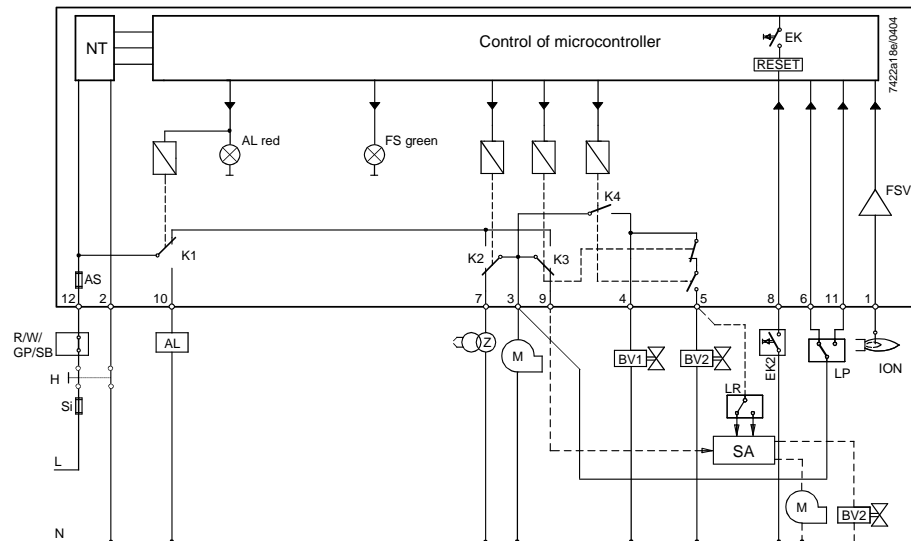 NT
Control of microcontroller
EK
RESET
7422a18e/0404
AL red
FS green
FSV
K4
K1
K2
K3
AS
12
2
10
7
3
9
4
5
8
6
11
1
R/W/
GP/SB
AL
Z
M
BV1
BV2
EK2
LP
ION
H
LR
Si
SA
L
M
BV2
N